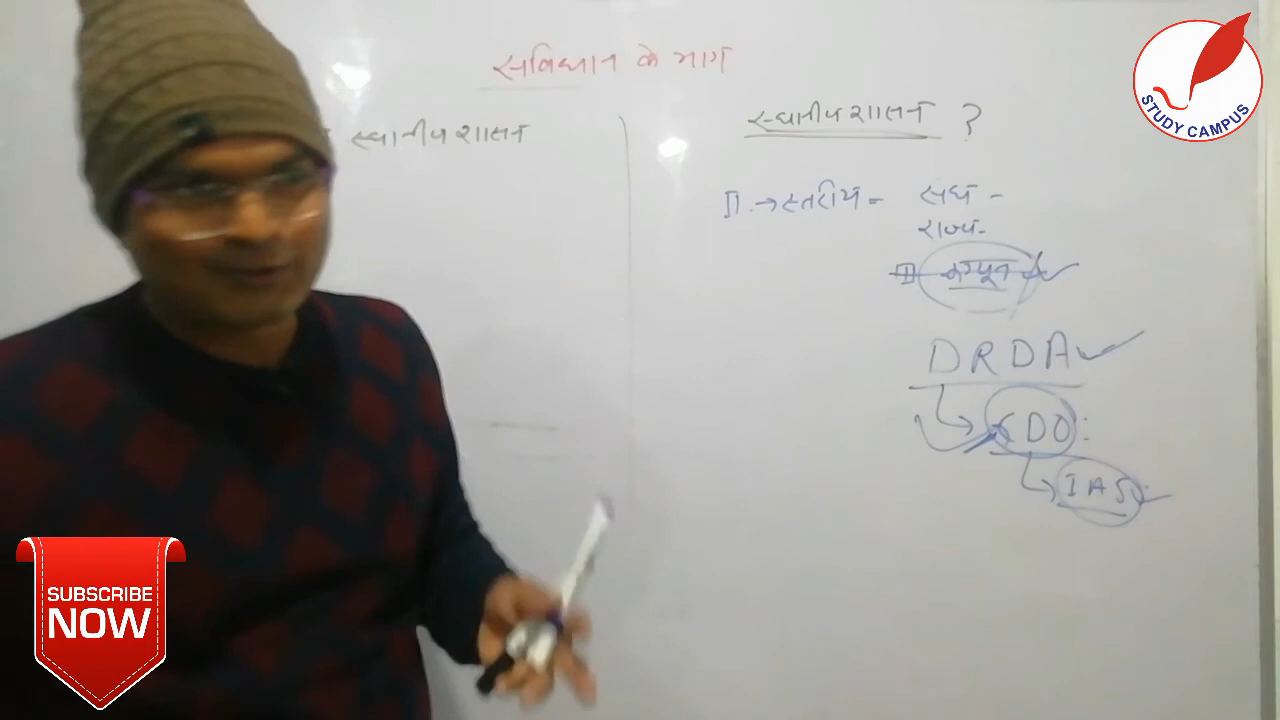 संविधान के भाग
स्थानीय शासन
स्थानीय शासन ?
II. → स्तरीय = संघ -
राज्य-
DRDA
CDO:
IAS
STUDY CAMPUS
SUBSCRIBE
NOW